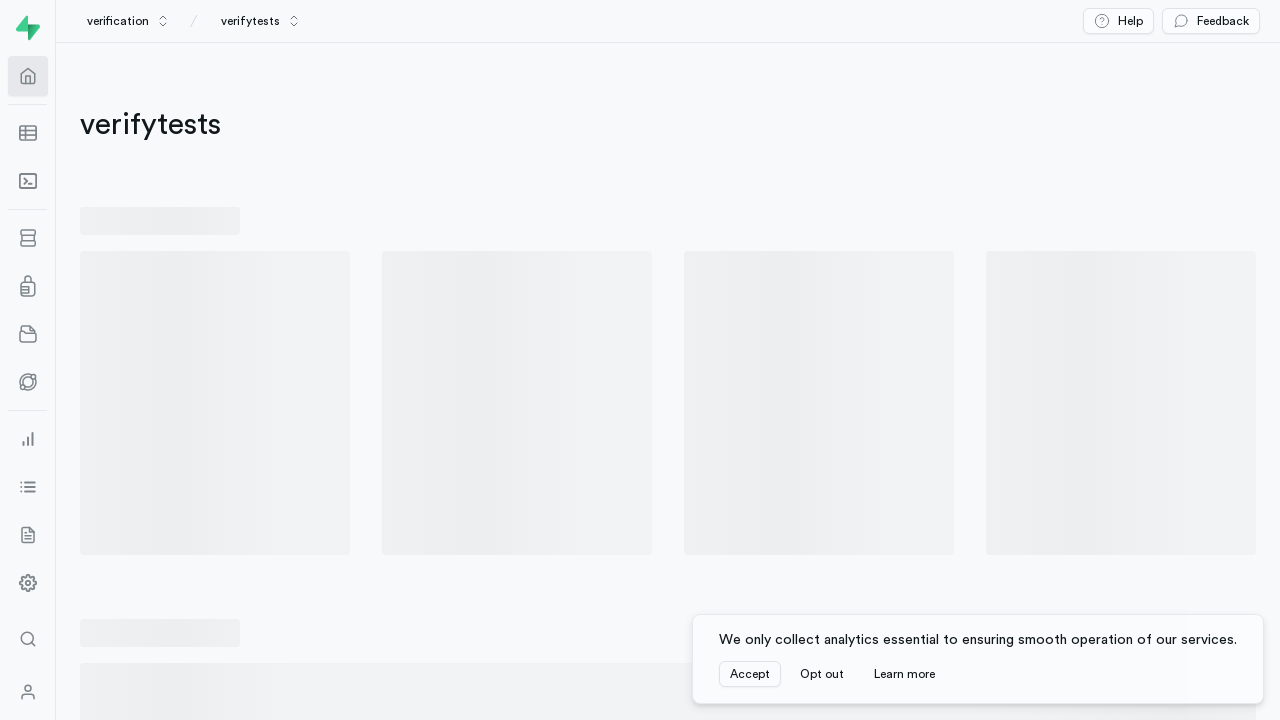 verification / verifytests
Help
Feedback
verifytests
We only collect analytics essential to ensuring smooth operation of our services.
Accept
Opt out
Learn more